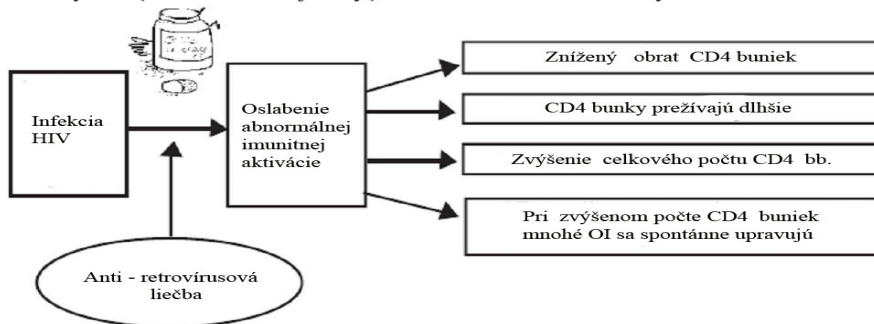 Infekcia
HIV
Oslabenie
abnormálnej
imunitnej
aktivácie
Znížený obrat CD4 buniek
CD4 bunky prežívajú dlhšie
Zvýšenie celkového počtu CD4 bb.
Pri zvýšenom počte CD4 buniek
mnohé OI sa spontánne upravujú
Anti - retrovírusová
liečba